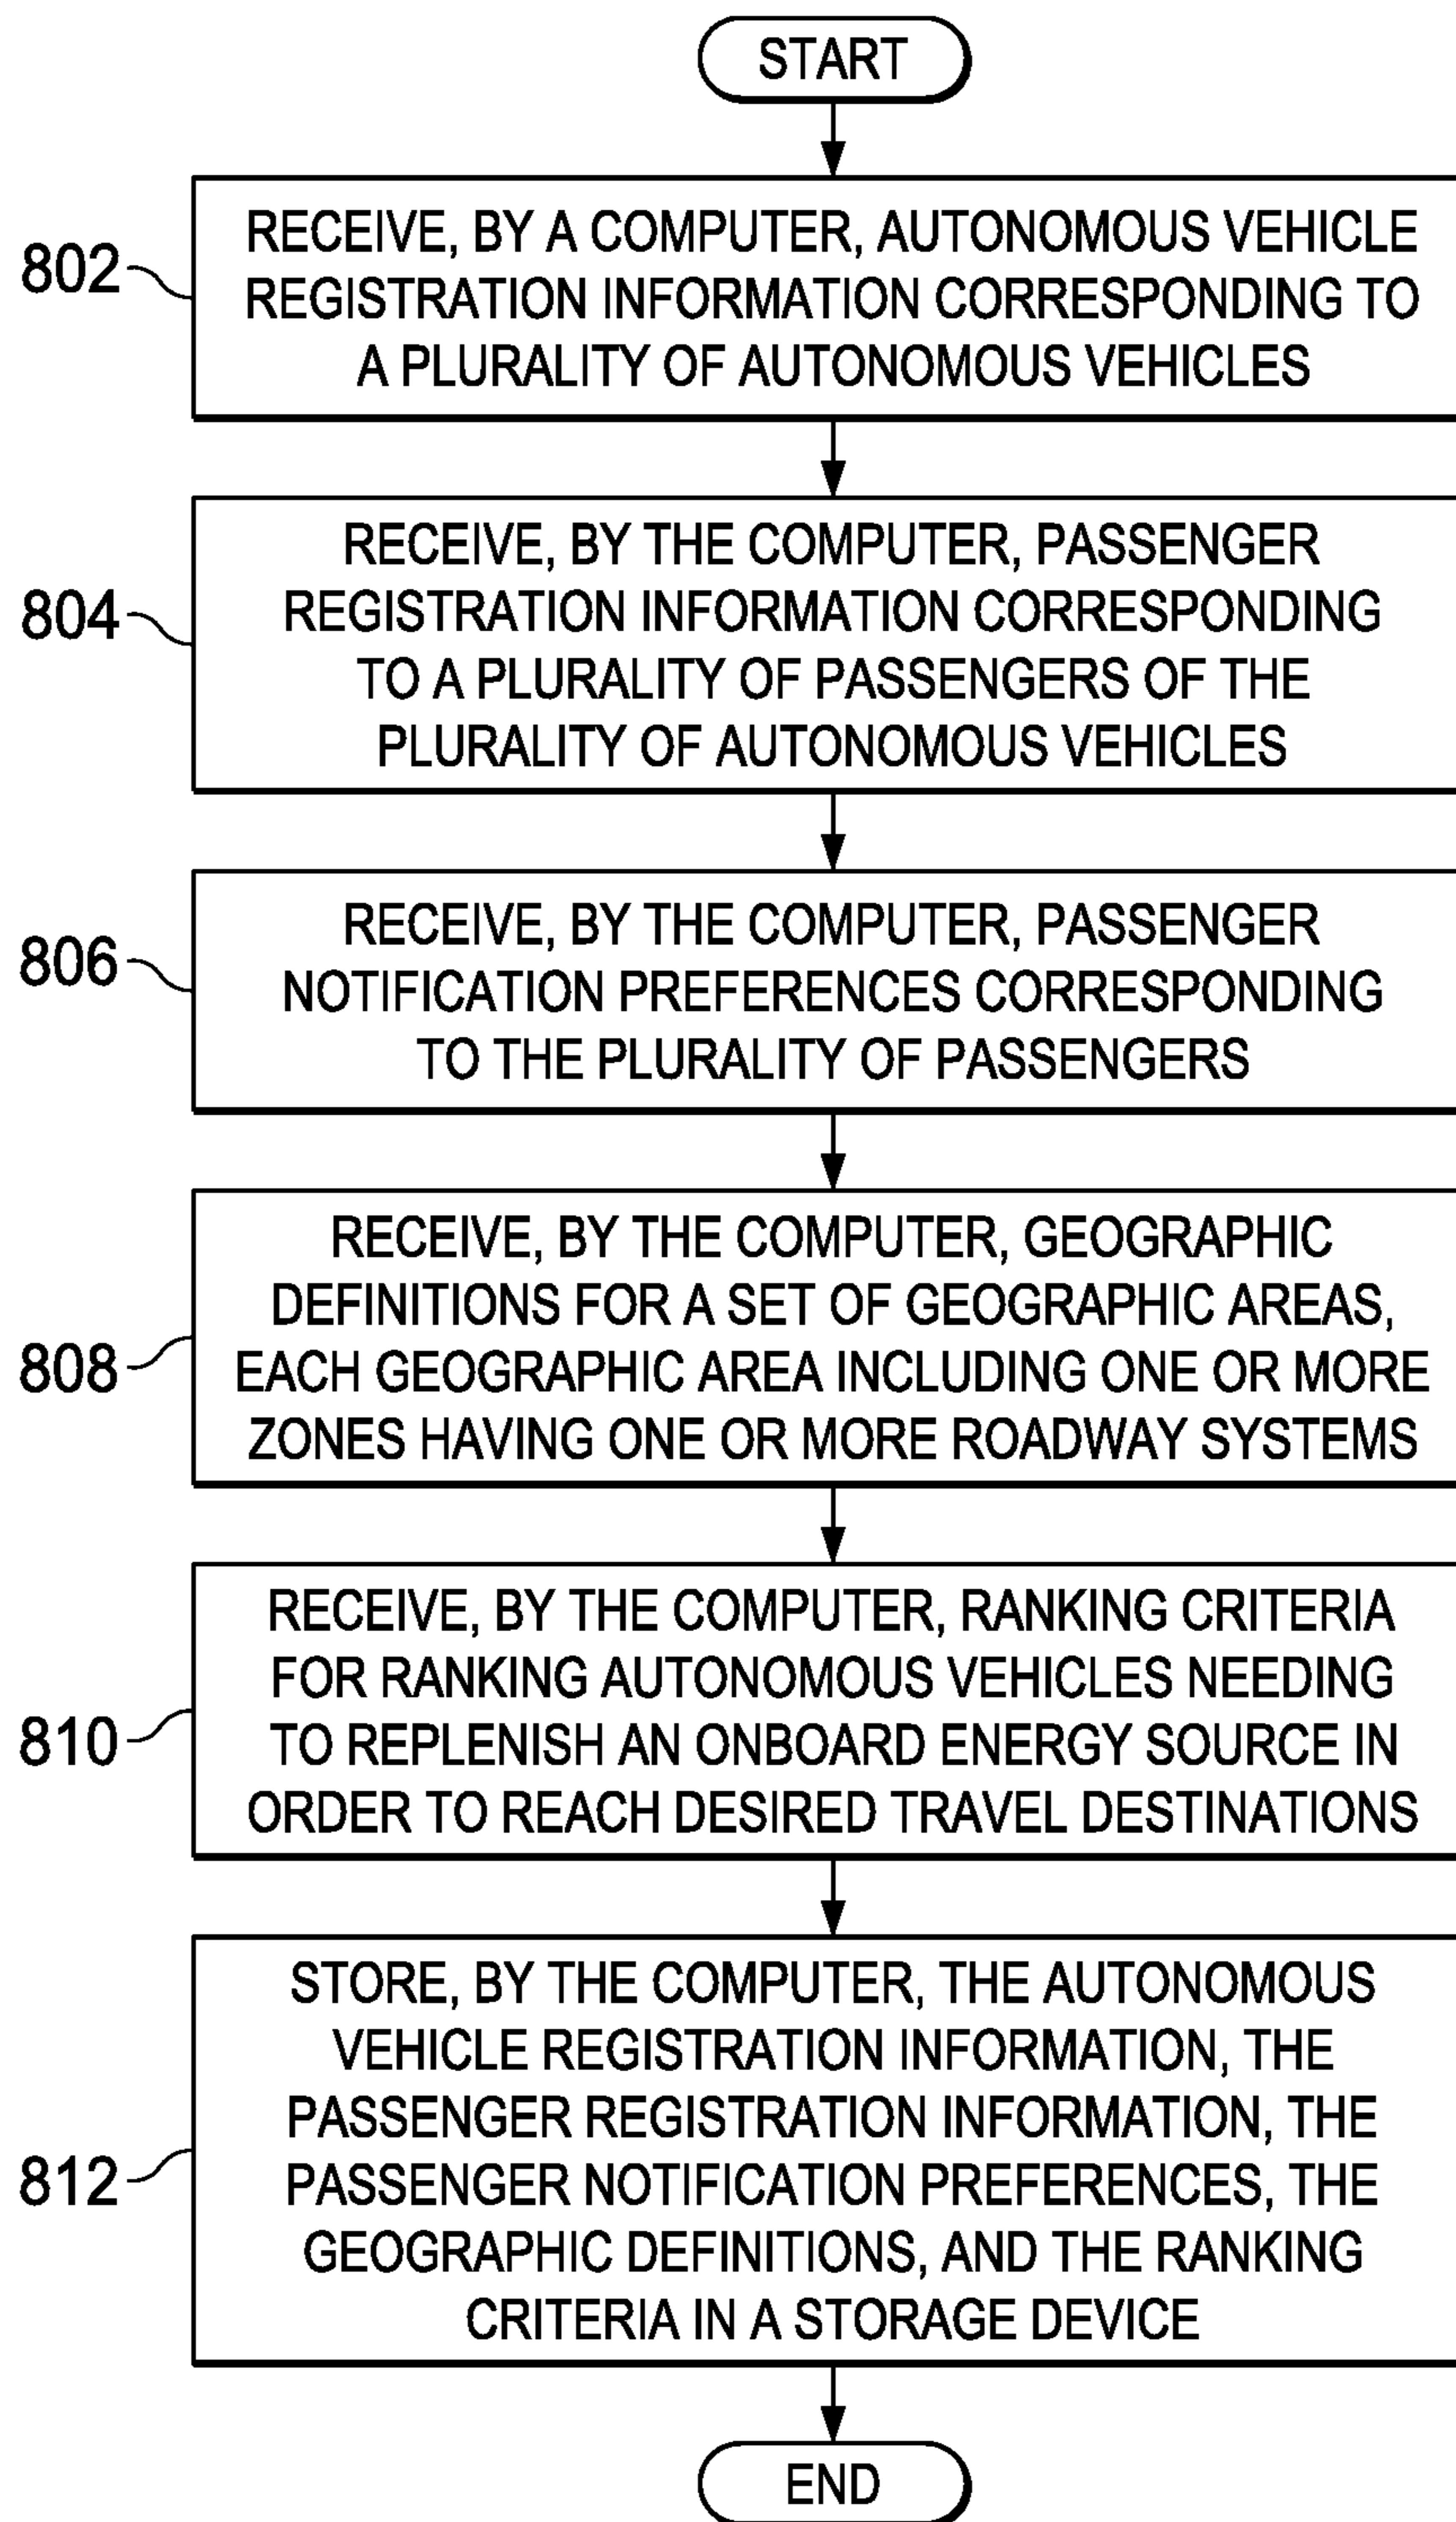 START
802
RECEIVE, BY A COMPUTER, AUTONOMOUS VEHICLE
REGISTRATION INFORMATION CORRESPONDING TO
A PLURALITY OF AUTONOMOUS VEHICLES
804
RECEIVE, BY THE COMPUTER, PASSENGER
REGISTRATION INFORMATION CORRESPONDING
TO A PLURALITY OF PASSENGERS OF THE
PLURALITY OF AUTONOMOUS VEHICLES
806
RECEIVE, BY THE COMPUTER, PASSENGER
NOTIFICATION PREFERENCES CORRESPONDING
TO THE PLURALITY OF PASSENGERS
808
RECEIVE, BY THE COMPUTER, GEOGRAPHIC
DEFINITIONS FOR A SET OF GEOGRAPHIC AREAS,
EACH GEOGRAPHIC AREA INCLUDING ONE OR MORE
ZONES HAVING ONE OR MORE ROADWAY SYSTEMS
810
RECEIVE, BY THE COMPUTER, RANKING CRITERIA
FOR RANKING AUTONOMOUS VEHICLES NEEDING
TO REPLENISH AN ONBOARD ENERGY SOURCE IN
ORDER TO REACH DESIRED TRAVEL DESTINATIONS
812
STORE, BY THE COMPUTER, THE AUTONOMOUS
VEHICLE REGISTRATION INFORMATION, THE
PASSENGER REGISTRATION INFORMATION, THE
PASSENGER NOTIFICATION PREFERENCES, THE
GEOGRAPHIC DEFINITIONS, AND THE RANKING
CRITERIA IN A STORAGE DEVICE
END